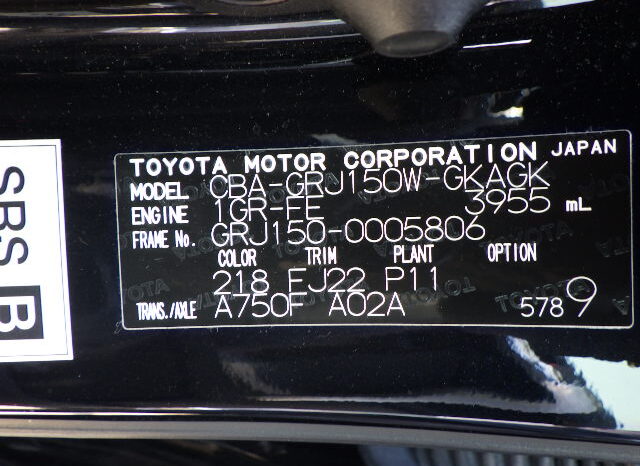 TOYOTA MOTOR CORPORATION JAPAN
MODEL CBA-GRJ150W-GKAGK
ENGINE 1GR-FE 3955 mL
FRAME No. GRJ150-0005806
COLOR TRIM PLANT OPTION
218 FJ22 P11
TRANS./AXLE A750F A02A 5789
SRS B